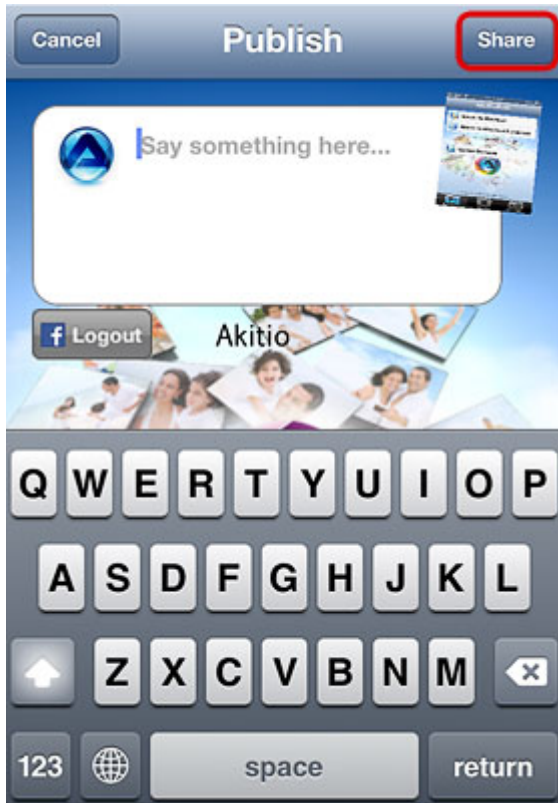 Cancel Publish Share
Say something here...
f Logout Akitio
Q W E R T Y U I O P
A S D F G H J K L
Z X C V B N M
123 space return